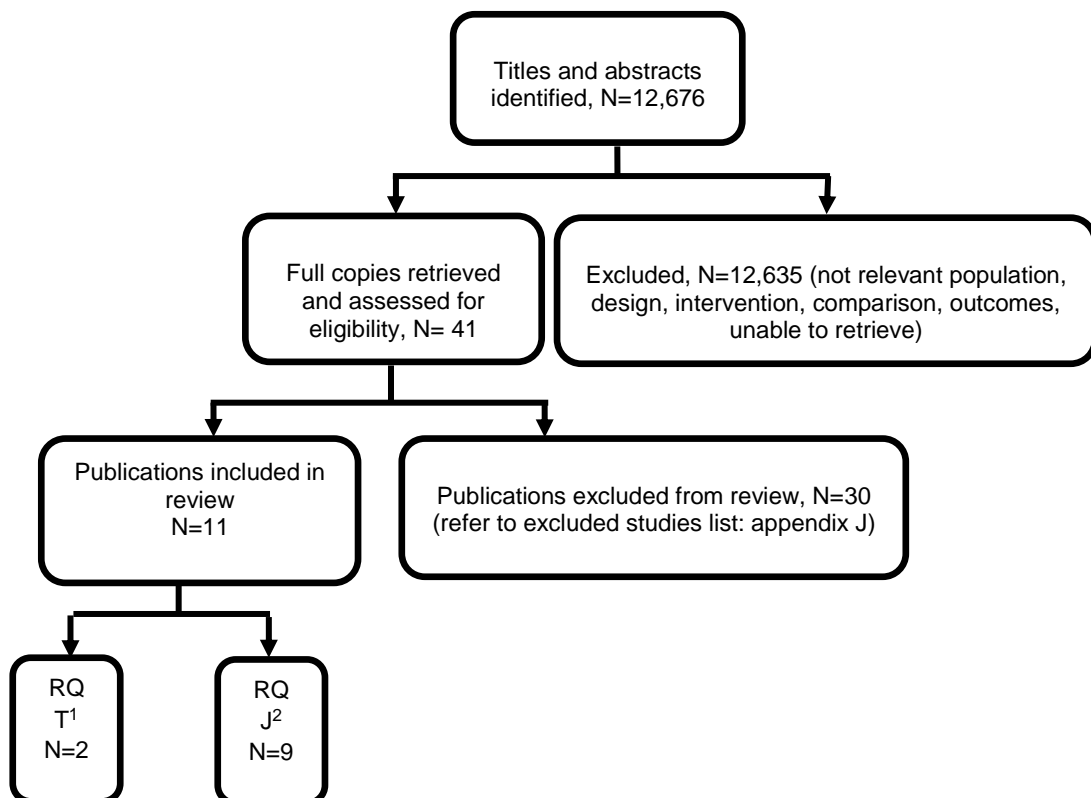 Titles and abstracts
identified, N=12,676
Full copies retrieved
and assessed for
eligibility, N= 41
Excluded, N=12,635 (not relevant population,
design, intervention, comparison, outcomes,
unable to retrieve)
Publications included in
review
N=11
Publications excluded from review, N=30
(refer to excluded studies list: appendix J)
RQ
T¹
N=2
RQ
J²
N=9